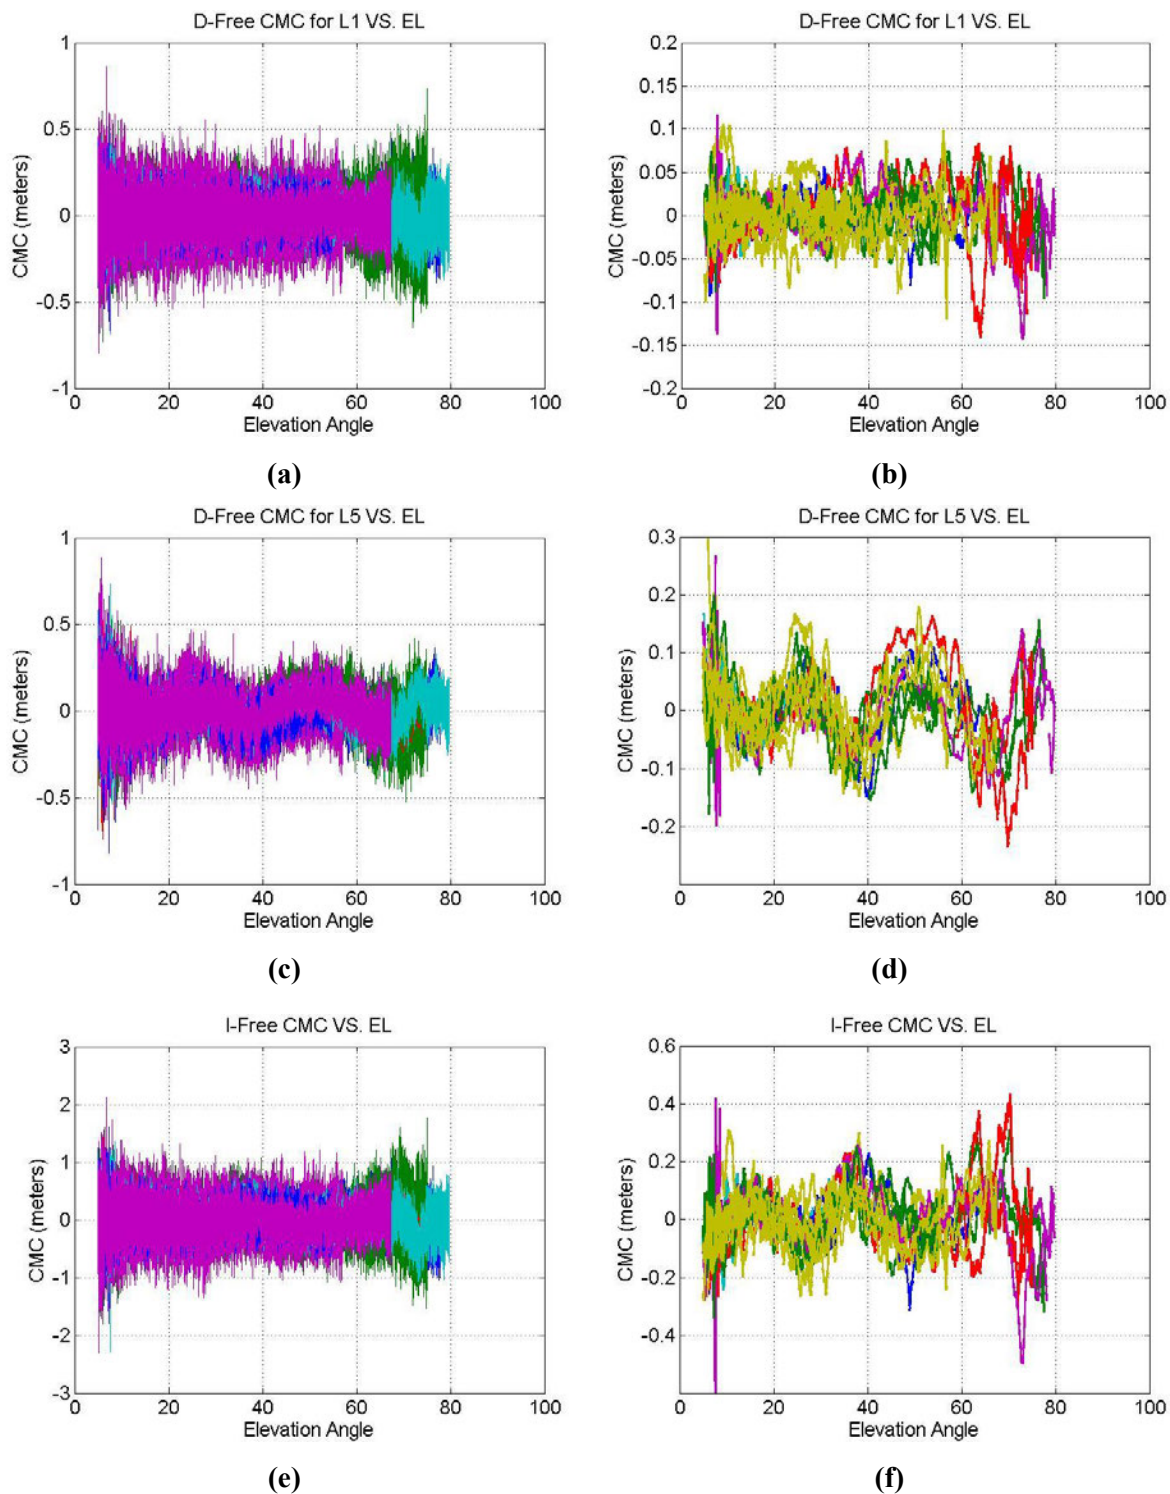 D-Free CMC for L1 VS. EL
1
0.5
0
-0.5
-1
CMC (meters)
0 20 40 60 80 100
Elevation Angle
(a)
D-Free CMC for L1 VS. EL
0.2
0.15
0.1
0.05
0
-0.05
-0.1
-0.15
-0.2
CMC (meters)
0 20 40 60 80 100
Elevation Angle
(b)
D-Free CMC for L5 VS. EL
1
0.5
0
-0.5
-1
CMC (meters)
0 20 40 60 80 100
Elevation Angle
(c)
D-Free CMC for L5 VS. EL
0.3
0.2
0.1
0
-0.1
-0.2
CMC (meters)
0 20 40 60 80 100
Elevation Angle
(d)
I-Free CMC VS. EL
3
2
1
0
-1
-2
-3
CMC (meters)
0 20 40 60 80 100
Elevation Angle
(e)
I-Free CMC VS. EL
0.6
0.4
0.2
0
-0.2
-0.4
CMC (meters)
0 20 40 60 80 100
Elevation Angle
(f)